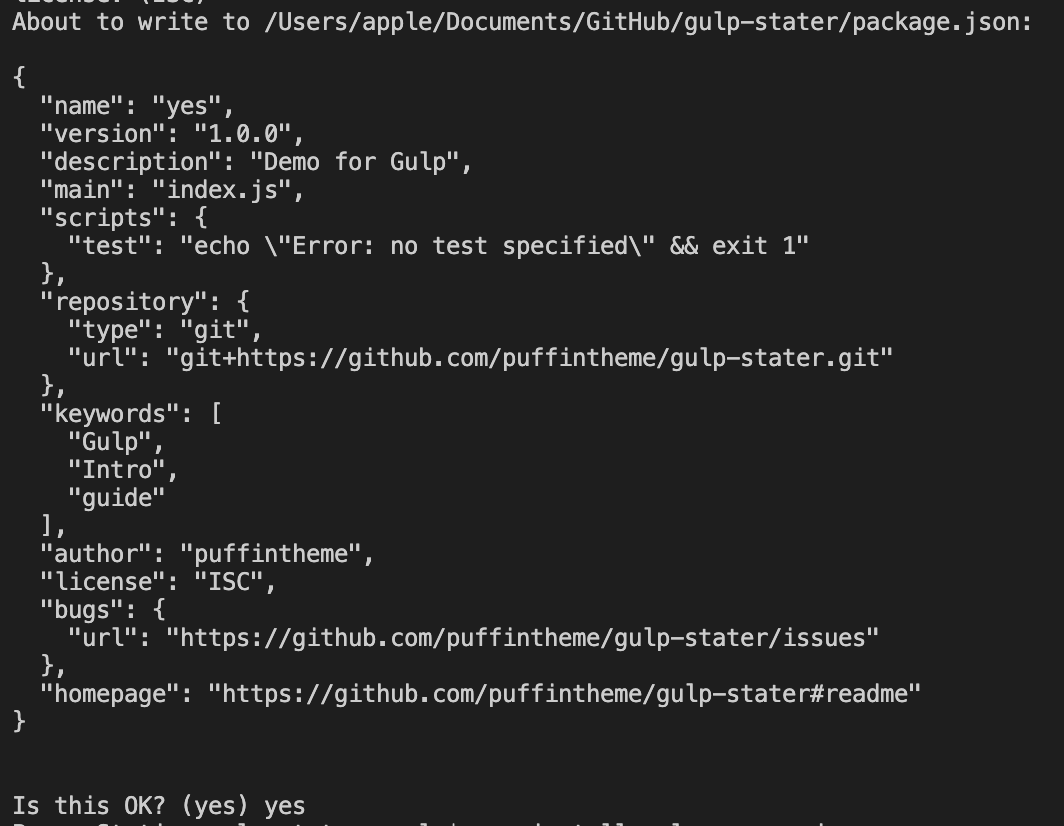 license: (ISC)
About to write to /Users/apple/Documents/GitHub/gulp-stater/package.json:
{
"name": "yes",
"version": "1.0.0",
"description": "Demo for Gulp",
"main": "index.js",
"scripts": {
"test": "echo \"Error: no test specified\" && exit 1"
},
"repository": {
"type": "git",
"url": "git+https://github.com/puffintheme/gulp-stater.git"
},
"keywords": [
"Gulp",
"Intro",
"guide"
],
"author": "puffintheme",
"license": "ISC",
"bugs": {
"url": "https://github.com/puffintheme/gulp-stater/issues"
},
"homepage": "https://github.com/puffintheme/gulp-stater#readme"
}
Is this OK? (yes) yes